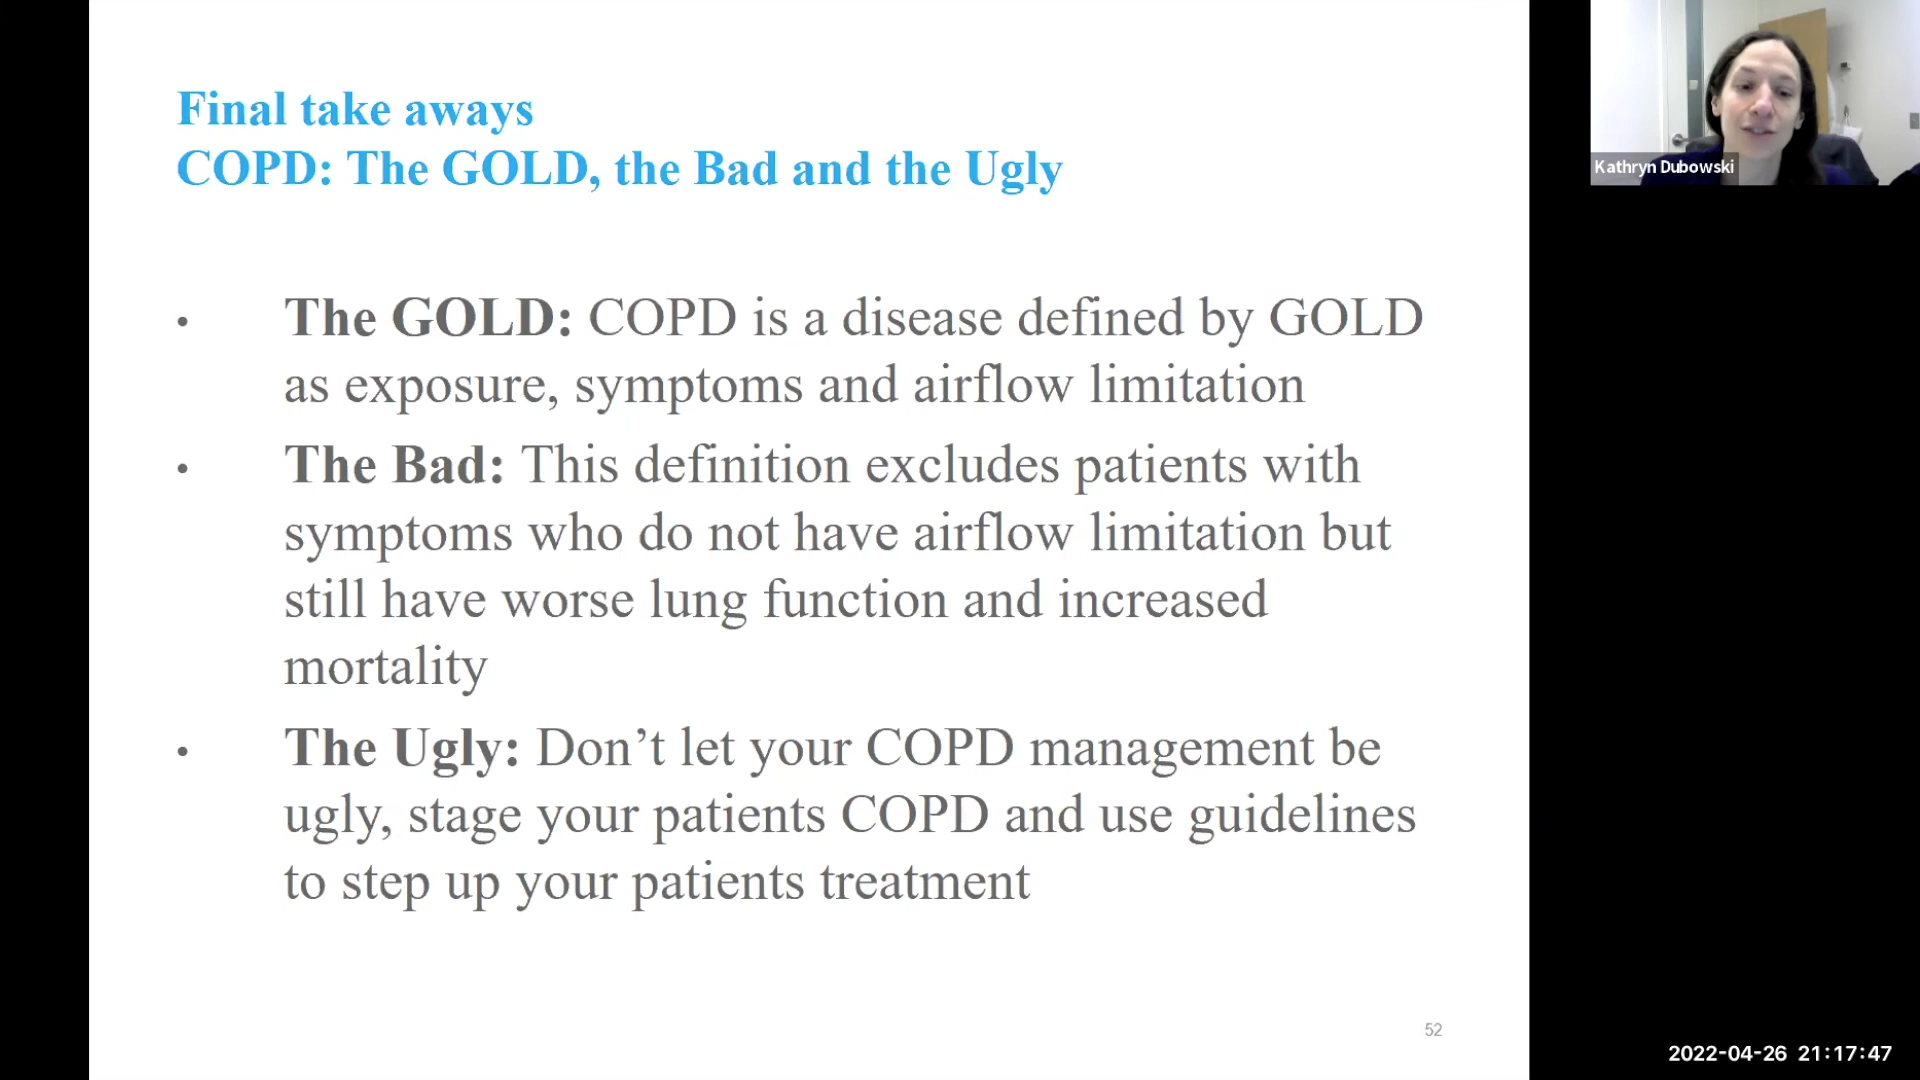 Final take aways
COPD: The GOLD, the Bad and the Ugly
• The GOLD: COPD is a disease defined by GOLD
as exposure, symptoms and airflow limitation
• The Bad: This definition excludes patients with
symptoms who do not have airflow limitation but
still have worse lung function and increased
mortality
• The Ugly: Don’t let your COPD management be
ugly, stage your patients COPD and use guidelines
to step up your patients treatment
52
Kathryn Dubowski
2022-04-26 21:17:47